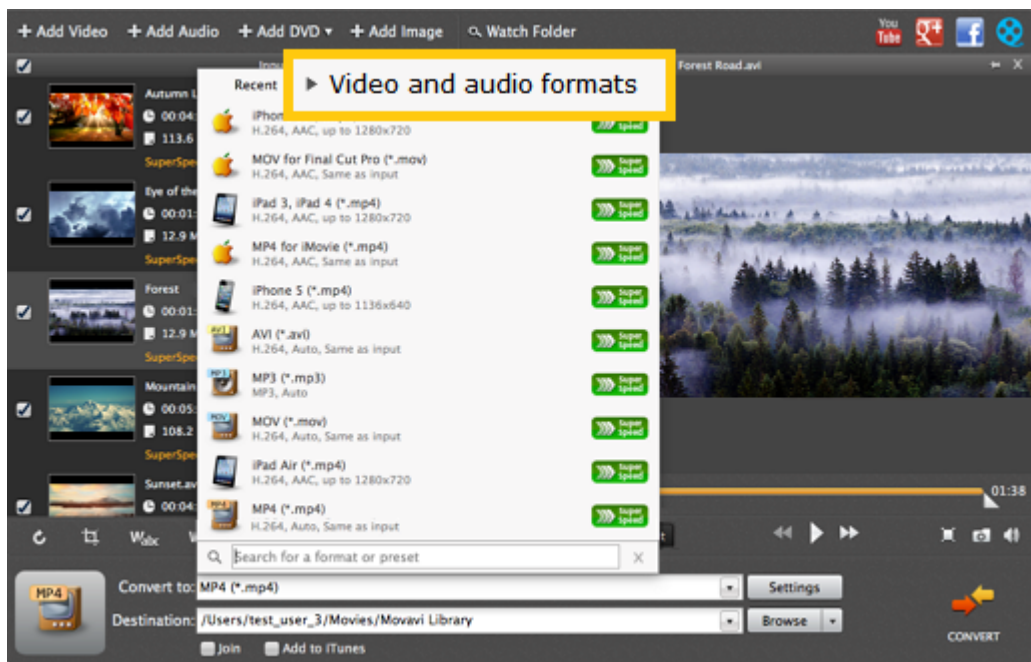 + Add Video + Add Audio + Add DVD ▾ + Add Image Watch Folder
You Tube g+ f
Forest Road.avi
Recent
▸ Video and audio formats
Autumn
00:04:
113.6
SuperSpe
Eye of the
00:01:
12.9 M
SuperSpe
Forest
00:01:
12.9 M
SuperSpe
Mountain
00:05:
108.2
SuperSpe
Sunset.av
00:04:
H.264, AAC, up to 1280x720
MOV for Final Cut Pro (*.mov)
H.264, AAC, Same as input
Super Speed
iPad 3, iPad 4 (*.mp4)
H.264, AAC, up to 1280x720
Super Speed
MP4 for iMovie (*.mp4)
H.264, AAC, Same as input
Super Speed
iPhone 5 (*.mp4)
H.264, AAC, up to 1136x640
Super Speed
AVI (*.avi)
H.264, Auto, Same as input
Super Speed
MP3 (*.mp3)
MP3, Auto
Super Speed
MOV (*.mov)
H.264, Auto, Same as input
Super Speed
iPad Air (*.mp4)
H.264, AAC, up to 1280x720
Super Speed
MP4 (*.mp4)
H.264, Auto, Same as input
Super Speed
Search for a format or preset
01:38
Wabc
MP4
Convert to: MP4 (*.mp4)
Settings
Destination: /Users/test_user_3/Movies/Movavi Library
Browse
Join Add to iTunes
CONVERT